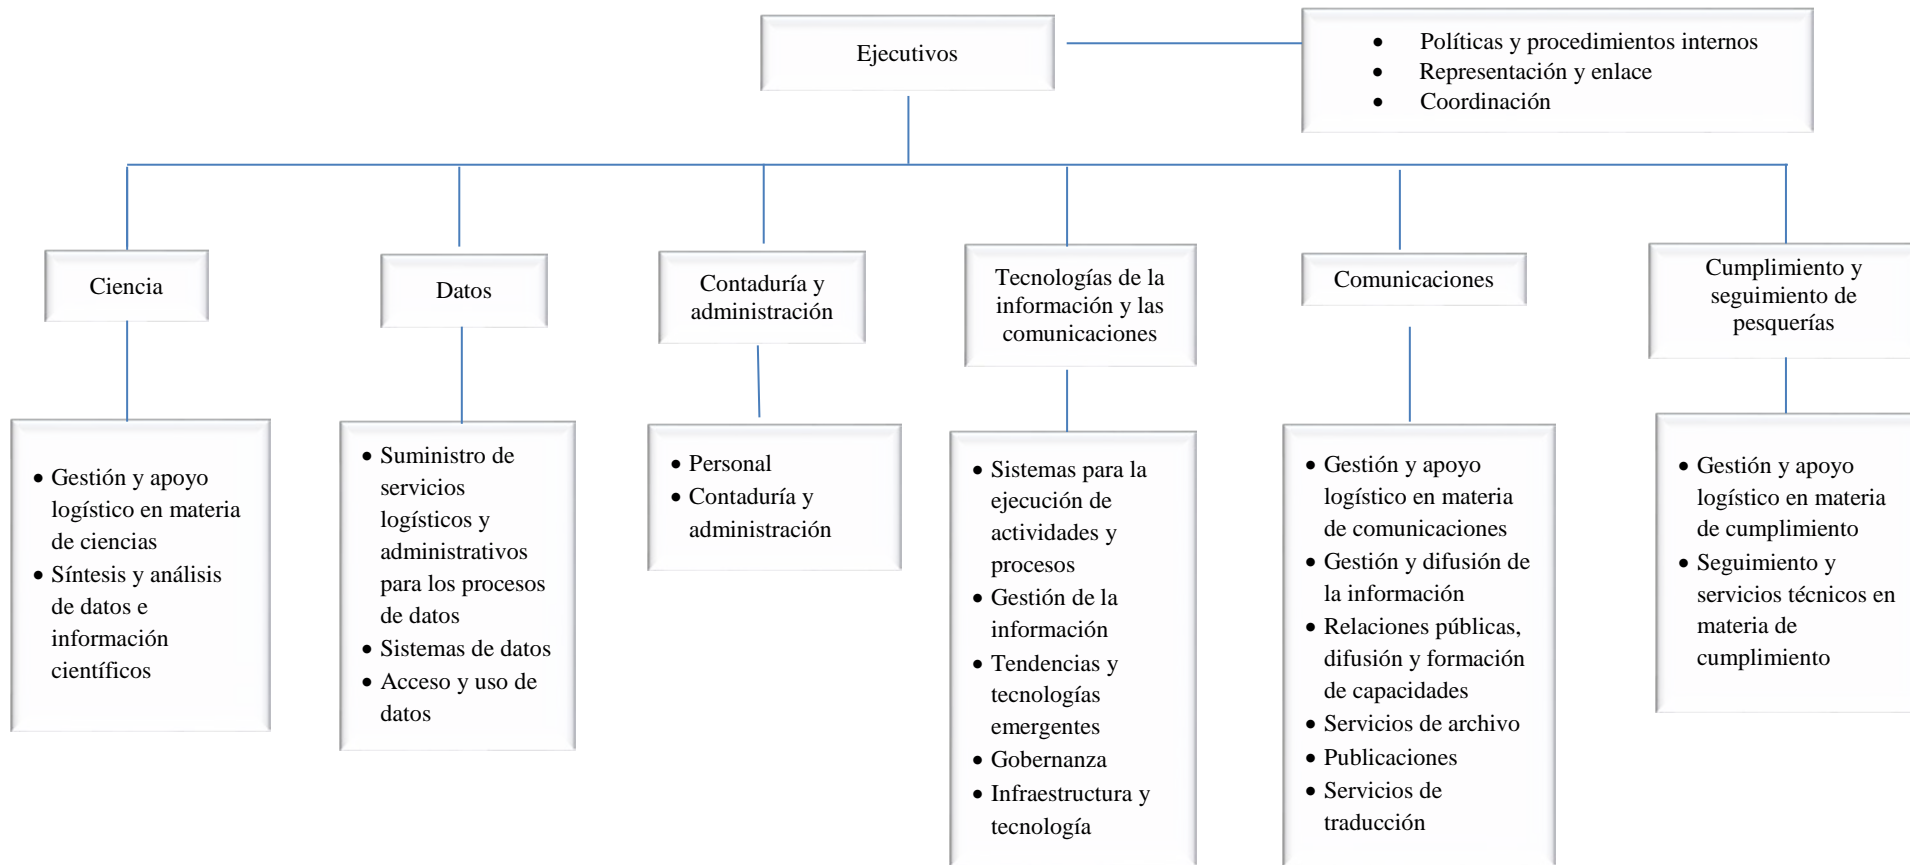 Ejecutivos
• Políticas y procedimientos internos
• Representación y enlace
• Coordinación
Ciencia
Datos
Contaduría y
administración
Tecnologías de la
información y las
comunicaciones
Comunicaciones
Cumplimiento y
seguimiento de
pesquerías
• Gestión y apoyo
logístico en materia
de ciencias
• Síntesis y análisis
de datos e
información
científicos
• Suministro de
servicios
logísticos y
administrativos
para los procesos
de datos
• Sistemas de datos
• Acceso y uso de
datos
• Personal
• Contaduría y
administración
• Sistemas para la
ejecución de
actividades y
procesos
• Gestión de la
información
• Tendencias y
tecnologías
emergentes
• Gobernanza
• Infraestructura y
tecnología
• Gestión y apoyo
logístico en materia
de comunicaciones
• Gestión y difusión de
la información
• Relaciones públicas,
difusión y formación
de capacidades
• Servicios de archivo
• Publicaciones
• Servicios de
traducción
• Gestión y apoyo
logístico en materia
de cumplimiento
• Seguimiento y
servicios técnicos en
materia de
cumplimiento